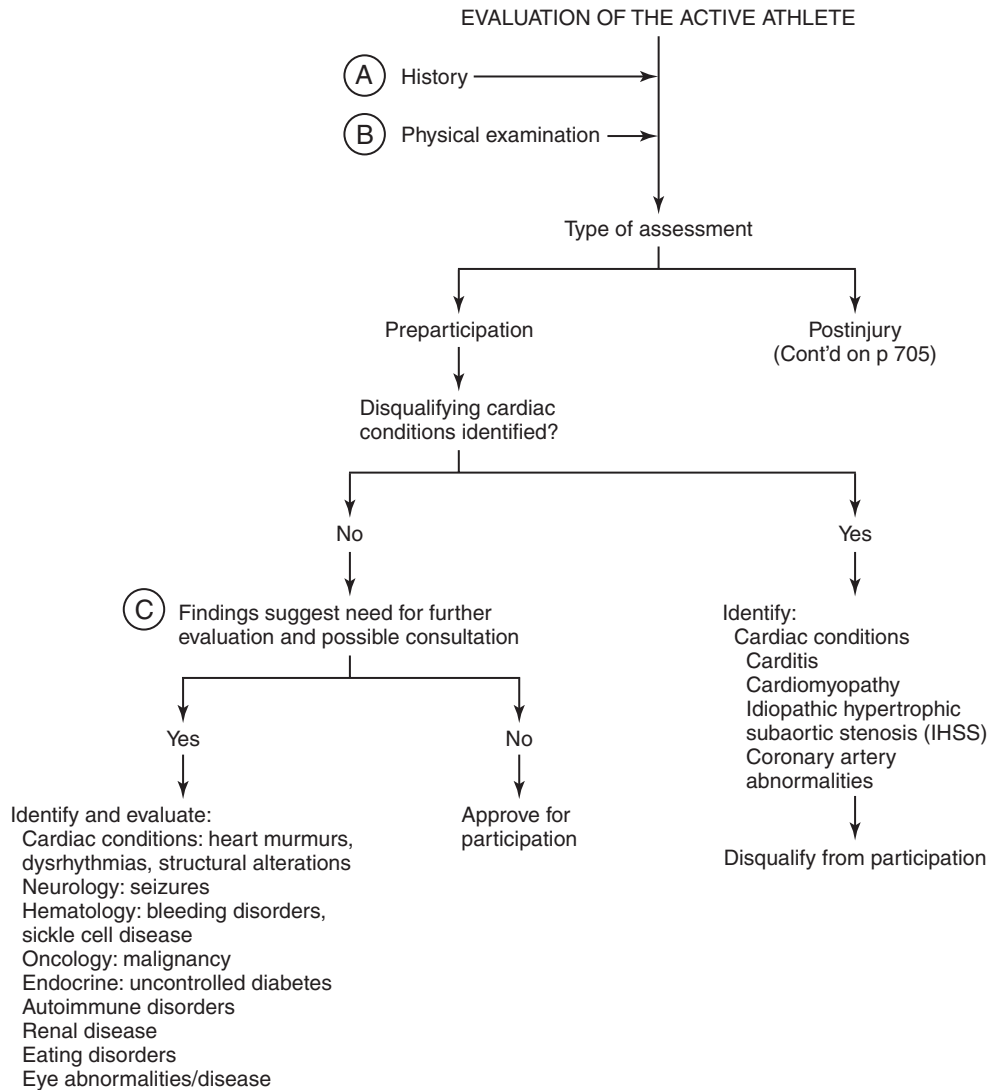 EVALUATION OF THE ACTIVE ATHLETE
A History
B Physical examination
Type of assessment
Preparticipation
Postinjury
(Cont'd on p 705)
Disqualifying cardiac
conditions identified?
No
Yes
C Findings suggest need for further
evaluation and possible consultation
Identify:
Cardiac conditions
Carditis
Cardiomyopathy
Idiopathic hypertrophic
subaortic stenosis (IHSS)
Coronary artery
abnormalities
Yes
No
Identify and evaluate:
Cardiac conditions: heart murmurs,
dysrhythmias, structural alterations
Neurology: seizures
Hematology: bleeding disorders,
sickle cell disease
Oncology: malignancy
Endocrine: uncontrolled diabetes
Autoimmune disorders
Renal disease
Eating disorders
Eye abnormalities/disease
Approve for
participation
Disqualify from participation